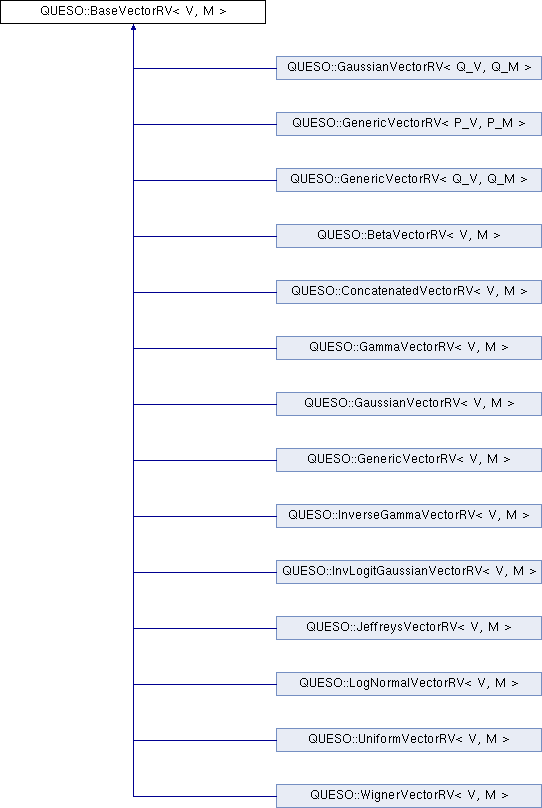 QUESO::BaseVectorRV< V, M >
QUESO::GaussianVectorRV< Q_V, Q_M >
QUESO::GenericVectorRV< P_V, P_M >
QUESO::GenericVectorRV< Q_V, Q_M >
QUESO::BetaVectorRV< V, M >
QUESO::ConcatenatedVectorRV< V, M >
QUESO::GammaVectorRV< V, M >
QUESO::GaussianVectorRV< V, M >
QUESO::GenericVectorRV< V, M >
QUESO::InverseGammaVectorRV< V, M >
QUESO::InvLogitGaussianVectorRV< V, M >
QUESO::JeffreysVectorRV< V, M >
QUESO::LogNormalVectorRV< V, M >
QUESO::UniformVectorRV< V, M >
QUESO::WignerVectorRV< V, M >